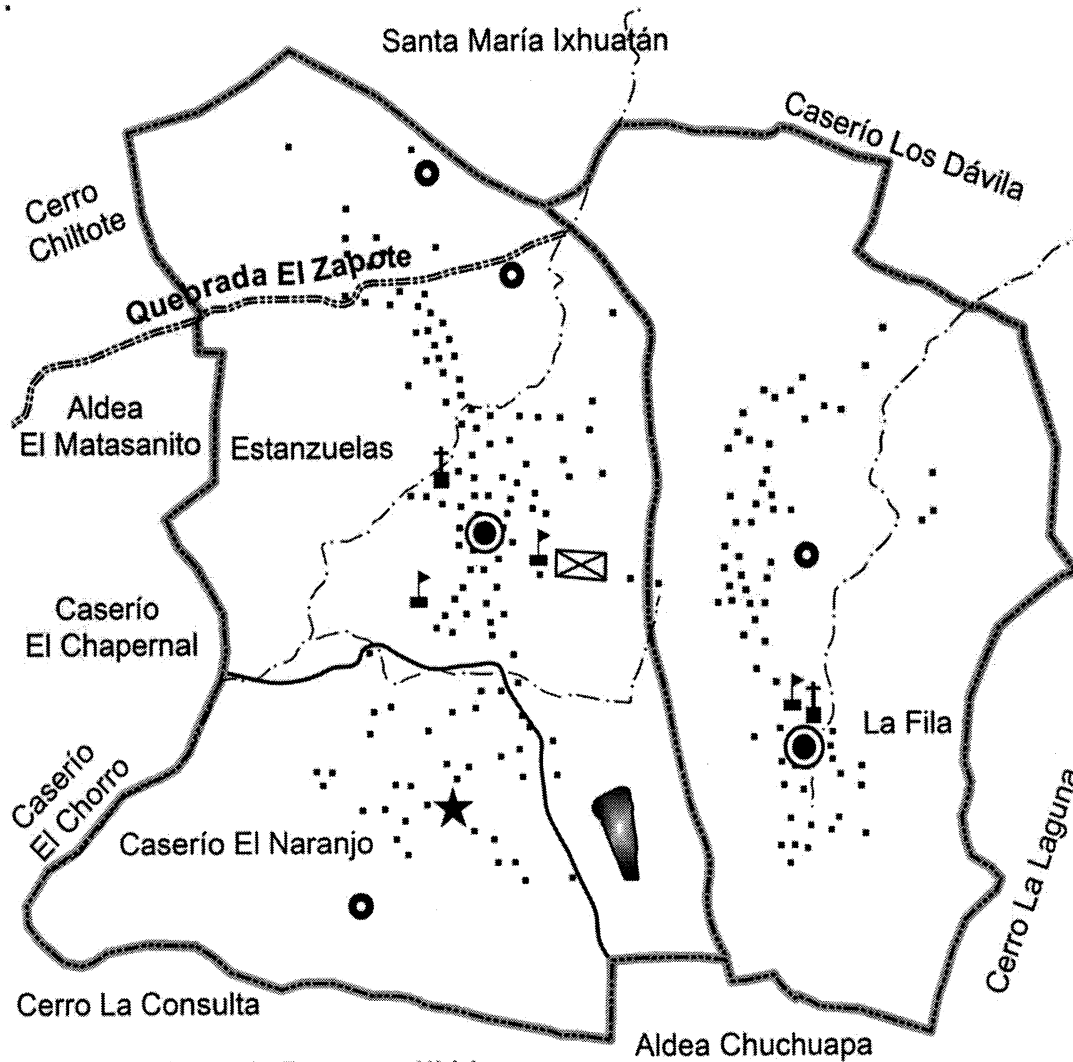 Santa María Ixhuatán
Caserío Los Dávila
Cerro
Chiltote
Quebrada El Zapote
Aldea
El Matasanito
Estanzuelas
Caserío
El Chapernal
La Fila
Caserío
El Chorro
Caserío El Naranjo
Cerro La Laguna
Cerro La Consulta
Aldea Chuchuapa